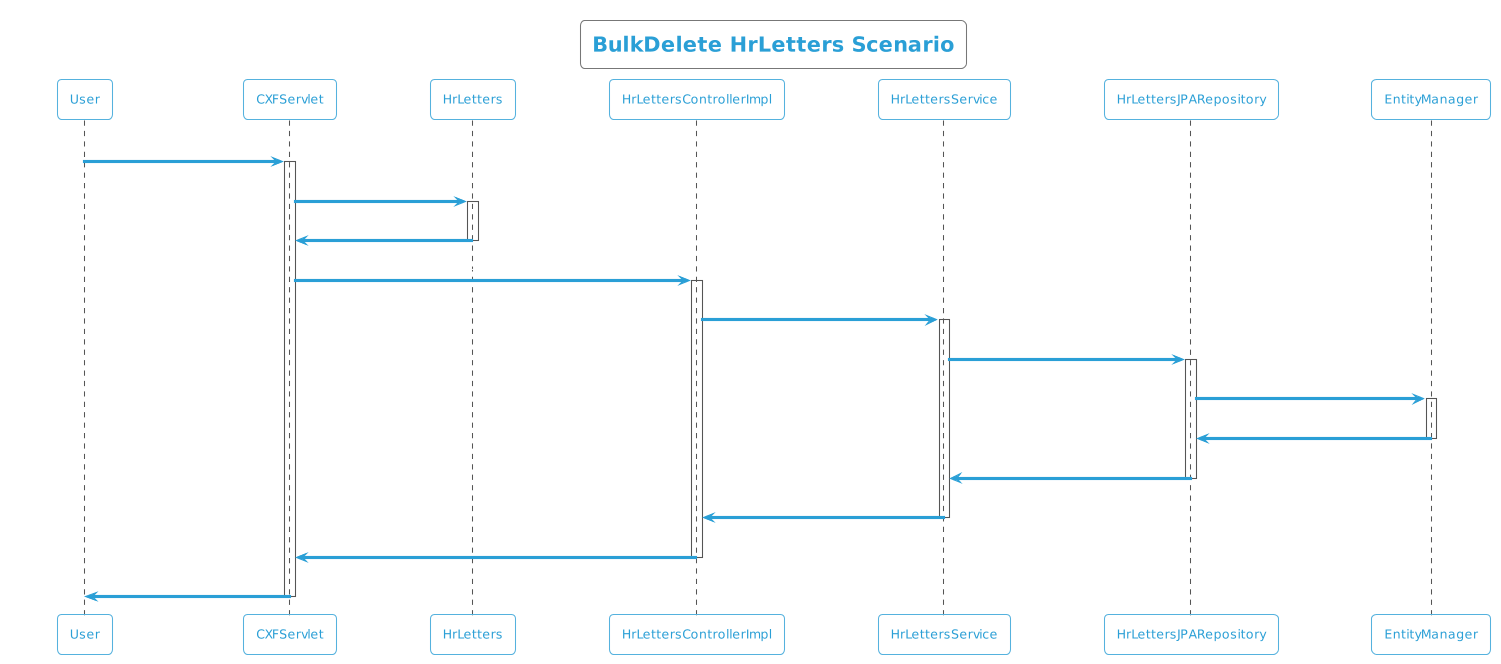 BulkDelete HrLetters Scenario
User
CXFServlet
HrLetters
HrLettersControllerImpl
HrLettersService
HrLettersJPARepository
EntityManager
User
CXFServlet
HrLetters
HrLettersControllerImpl
HrLettersService
HrLettersJPARepository
EntityManager